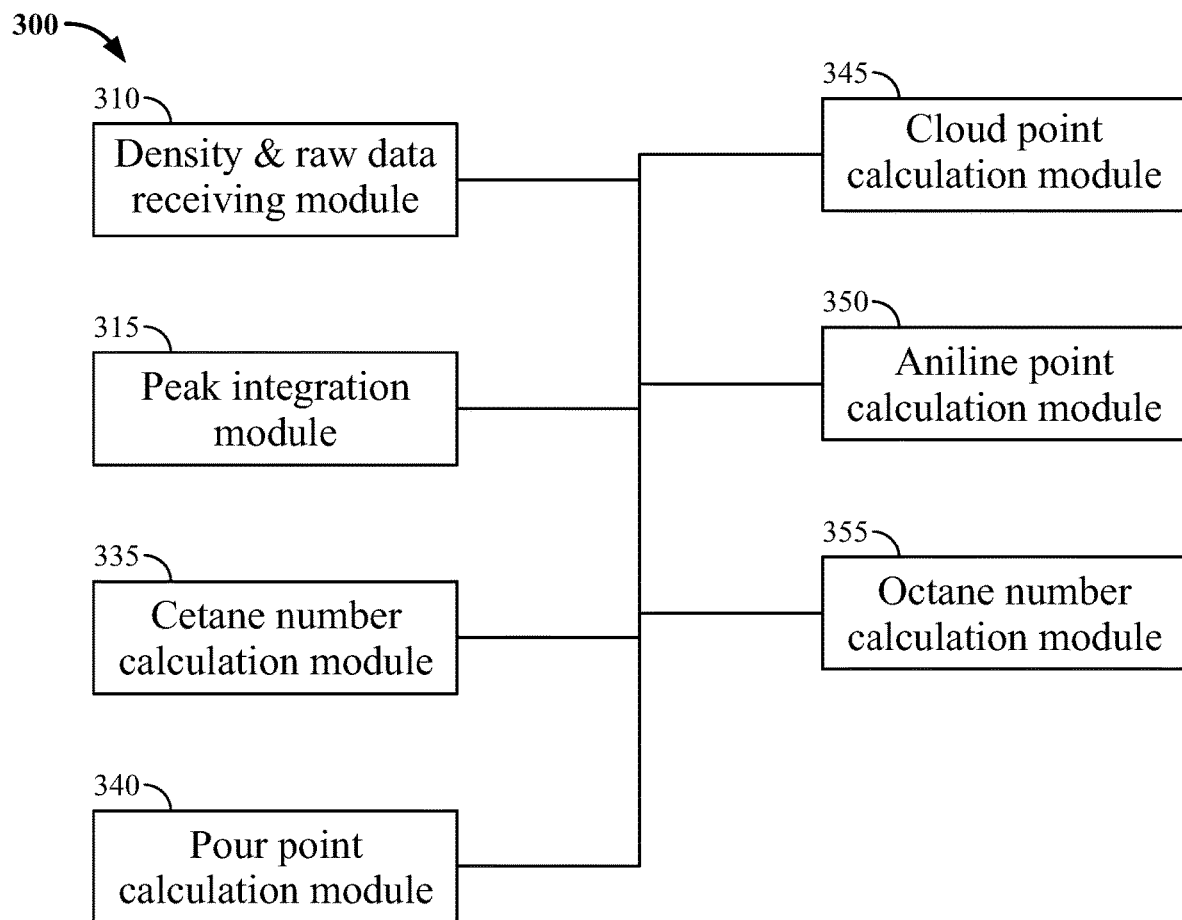 300
310
Density & raw data
receiving module
315
Peak integration
module
335
Cetane number
calculation module
340
Pour point
calculation module
345
Cloud point
calculation module
350
Aniline point
calculation module
355
Octane number
calculation module